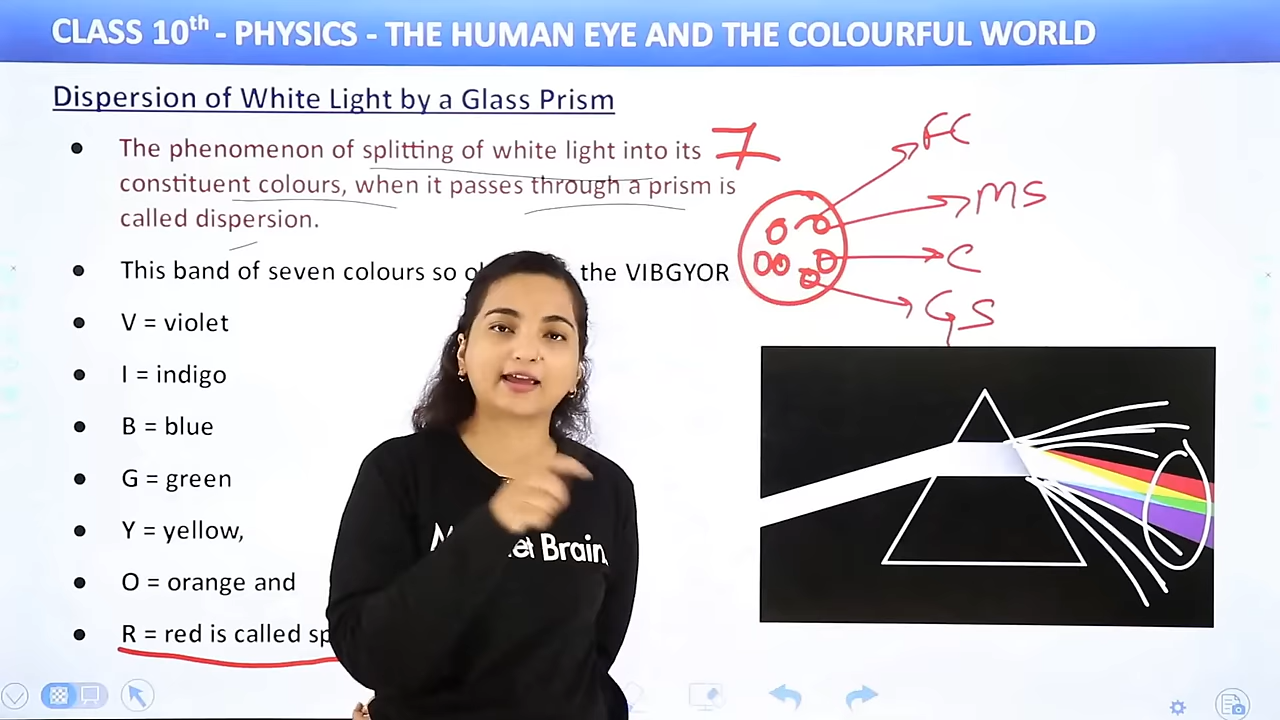 CLASS 10th - PHYSICS - THE HUMAN EYE AND THE COLOURFUL WORLD
Dispersion of White Light by a Glass Prism
The phenomenon of splitting of white light into its
constituent colours, when it passes through a prism is
called dispersion.
7
FC
MS
C
GS
This band of seven colours so the VIBGYOR
V = violet
I = indigo
B = blue
G = green
Y = yellow,
O = orange and
R = red is called
Brain